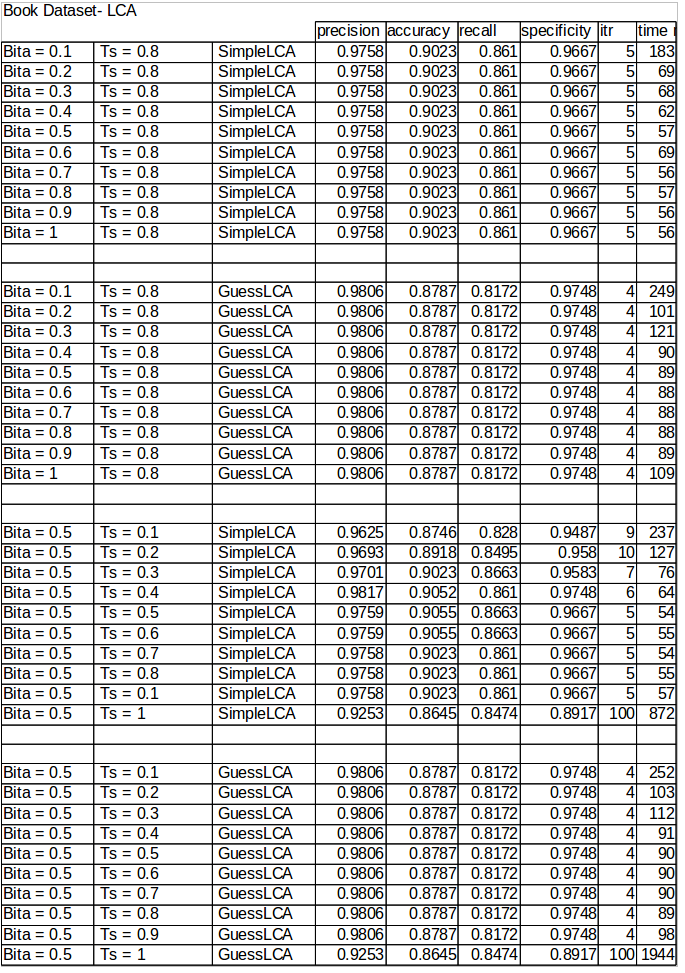 Book Dataset- LCA
precision accuracy recall specificity itr time
Bita = 0.1 Ts = 0.8 SimpleLCA 0.9758 0.9023 0.861 0.9667 5 183
Bita = 0.2 Ts = 0.8 SimpleLCA 0.9758 0.9023 0.861 0.9667 5 69
Bita = 0.3 Ts = 0.8 SimpleLCA 0.9758 0.9023 0.861 0.9667 5 68
Bita = 0.4 Ts = 0.8 SimpleLCA 0.9758 0.9023 0.861 0.9667 5 62
Bita = 0.5 Ts = 0.8 SimpleLCA 0.9758 0.9023 0.861 0.9667 5 57
Bita = 0.6 Ts = 0.8 SimpleLCA 0.9758 0.9023 0.861 0.9667 5 69
Bita = 0.7 Ts = 0.8 SimpleLCA 0.9758 0.9023 0.861 0.9667 5 56
Bita = 0.8 Ts = 0.8 SimpleLCA 0.9758 0.9023 0.861 0.9667 5 57
Bita = 0.9 Ts = 0.8 SimpleLCA 0.9758 0.9023 0.861 0.9667 5 56
Bita = 1 Ts = 0.8 SimpleLCA 0.9758 0.9023 0.861 0.9667 5 56
Bita = 0.1 Ts = 0.8 GuessLCA 0.9806 0.8787 0.8172 0.9748 4 249
Bita = 0.2 Ts = 0.8 GuessLCA 0.9806 0.8787 0.8172 0.9748 4 101
Bita = 0.3 Ts = 0.8 GuessLCA 0.9806 0.8787 0.8172 0.9748 4 121
Bita = 0.4 Ts = 0.8 GuessLCA 0.9806 0.8787 0.8172 0.9748 4 90
Bita = 0.5 Ts = 0.8 GuessLCA 0.9806 0.8787 0.8172 0.9748 4 89
Bita = 0.6 Ts = 0.8 GuessLCA 0.9806 0.8787 0.8172 0.9748 4 88
Bita = 0.7 Ts = 0.8 GuessLCA 0.9806 0.8787 0.8172 0.9748 4 88
Bita = 0.8 Ts = 0.8 GuessLCA 0.9806 0.8787 0.8172 0.9748 4 88
Bita = 0.9 Ts = 0.8 GuessLCA 0.9806 0.8787 0.8172 0.9748 4 89
Bita = 1 Ts = 0.8 GuessLCA 0.9806 0.8787 0.8172 0.9748 4 109
Bita = 0.5 Ts = 0.1 SimpleLCA 0.9625 0.8746 0.828 0.9487 9 237
Bita = 0.5 Ts = 0.2 SimpleLCA 0.9693 0.8918 0.8495 0.958 10 127
Bita = 0.5 Ts = 0.3 SimpleLCA 0.9701 0.9023 0.8663 0.9583 7 76
Bita = 0.5 Ts = 0.4 SimpleLCA 0.9817 0.9052 0.861 0.9748 6 64
Bita = 0.5 Ts = 0.5 SimpleLCA 0.9759 0.9055 0.8663 0.9667 5 54
Bita = 0.5 Ts = 0.6 SimpleLCA 0.9759 0.9055 0.8663 0.9667 5 55
Bita = 0.5 Ts = 0.7 SimpleLCA 0.9758 0.9023 0.861 0.9667 5 54
Bita = 0.5 Ts = 0.8 SimpleLCA 0.9758 0.9023 0.861 0.9667 5 55
Bita = 0.5 Ts = 0.1 SimpleLCA 0.9758 0.9023 0.861 0.9667 5 57
Bita = 0.5 Ts = 1 SimpleLCA 0.9253 0.8645 0.8474 0.8917 100 872
Bita = 0.5 Ts = 0.1 GuessLCA 0.9806 0.8787 0.8172 0.9748 4 252
Bita = 0.5 Ts = 0.2 GuessLCA 0.9806 0.8787 0.8172 0.9748 4 103
Bita = 0.5 Ts = 0.3 GuessLCA 0.9806 0.8787 0.8172 0.9748 4 112
Bita = 0.5 Ts = 0.4 GuessLCA 0.9806 0.8787 0.8172 0.9748 4 91
Bita = 0.5 Ts = 0.5 GuessLCA 0.9806 0.8787 0.8172 0.9748 4 90
Bita = 0.5 Ts = 0.6 GuessLCA 0.9806 0.8787 0.8172 0.9748 4 90
Bita = 0.5 Ts = 0.7 GuessLCA 0.9806 0.8787 0.8172 0.9748 4 90
Bita = 0.5 Ts = 0.8 GuessLCA 0.9806 0.8787 0.8172 0.9748 4 89
Bita = 0.5 Ts = 0.9 GuessLCA 0.9806 0.8787 0.8172 0.9748 4 98
Bita = 0.5 Ts = 1 GuessLCA 0.9253 0.8645 0.8474 0.8917 100 1944